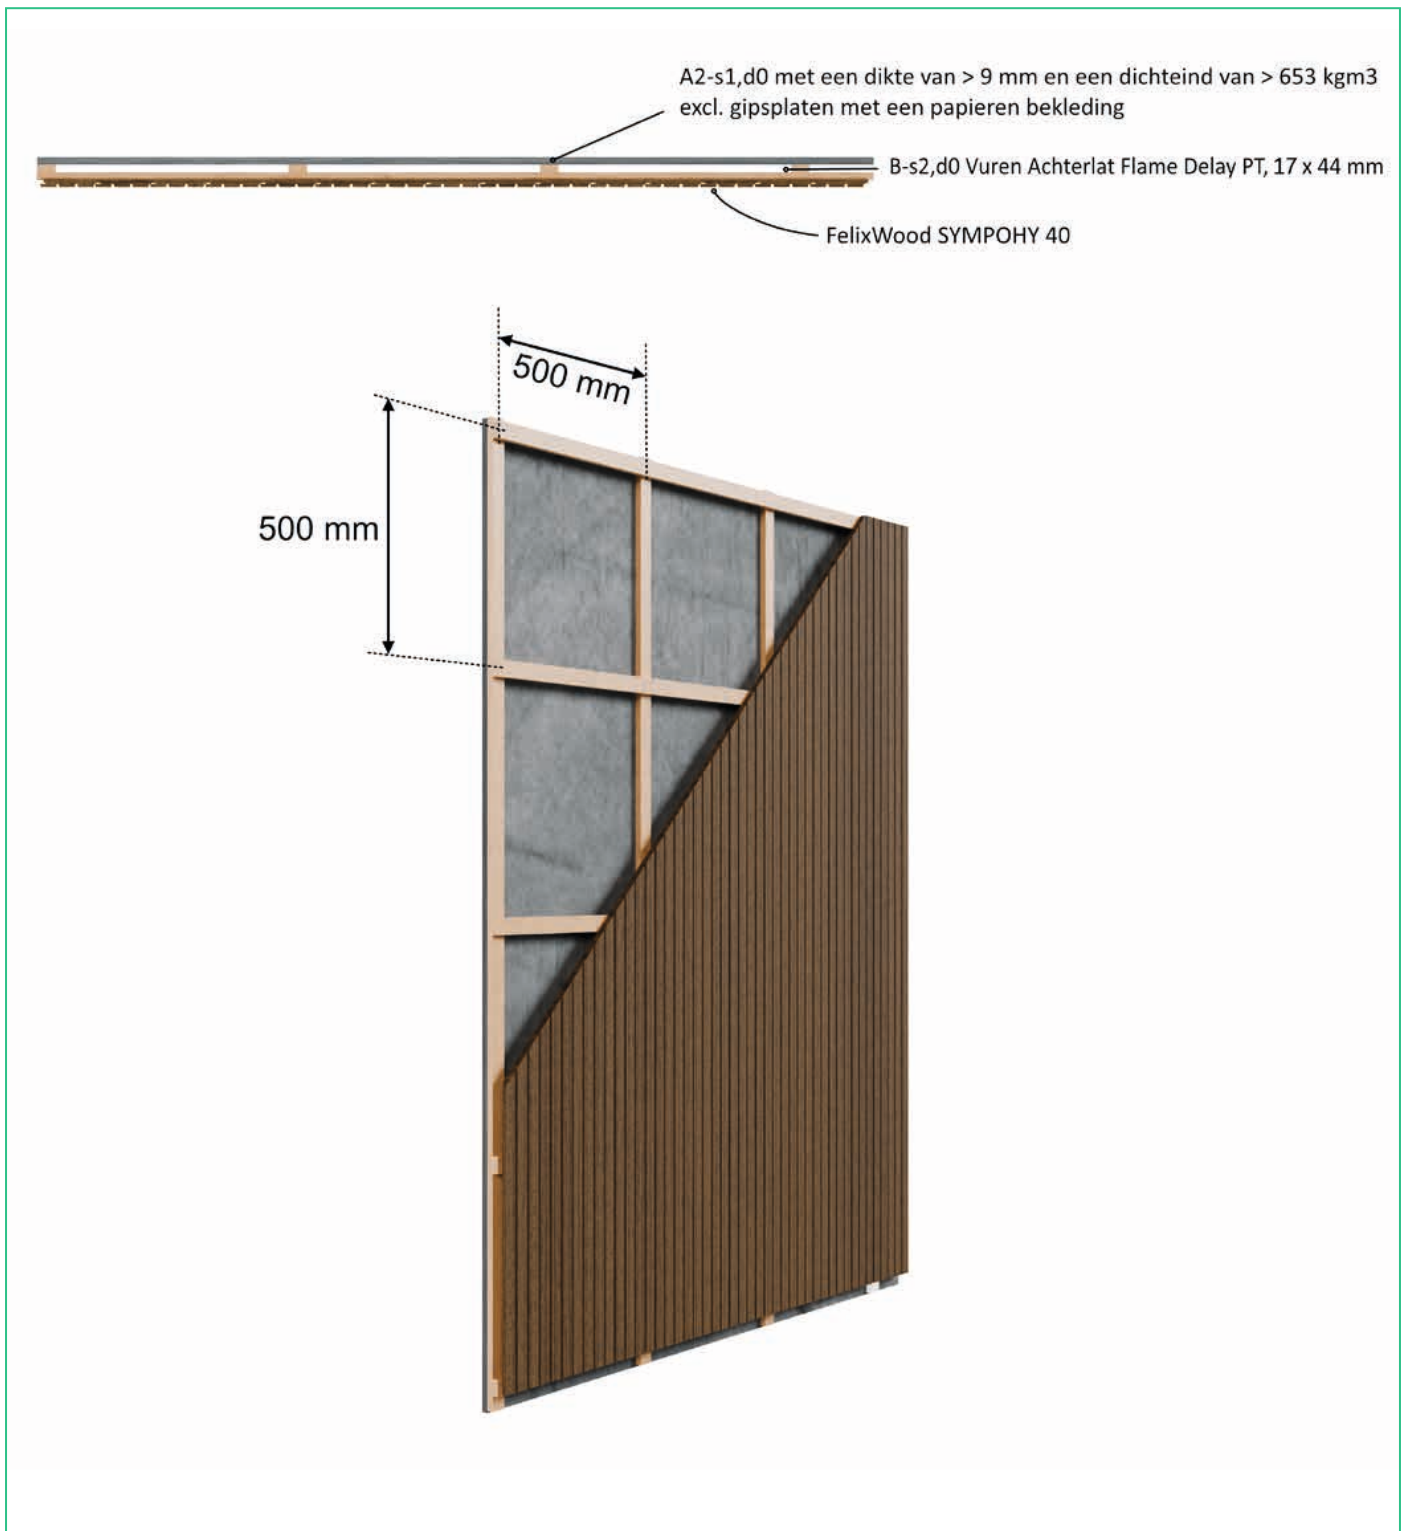 A2-s1,d0 met een dikte van > 9 mm en een dichteind van > 653 kgm3
excl. gipsplaten met een papieren bekleding
B-s2,d0 Vuren Achterlat Flame Delay PT, 17 x 44 mm
FelixWood SYMPOHY 40
500 mm
500 mm